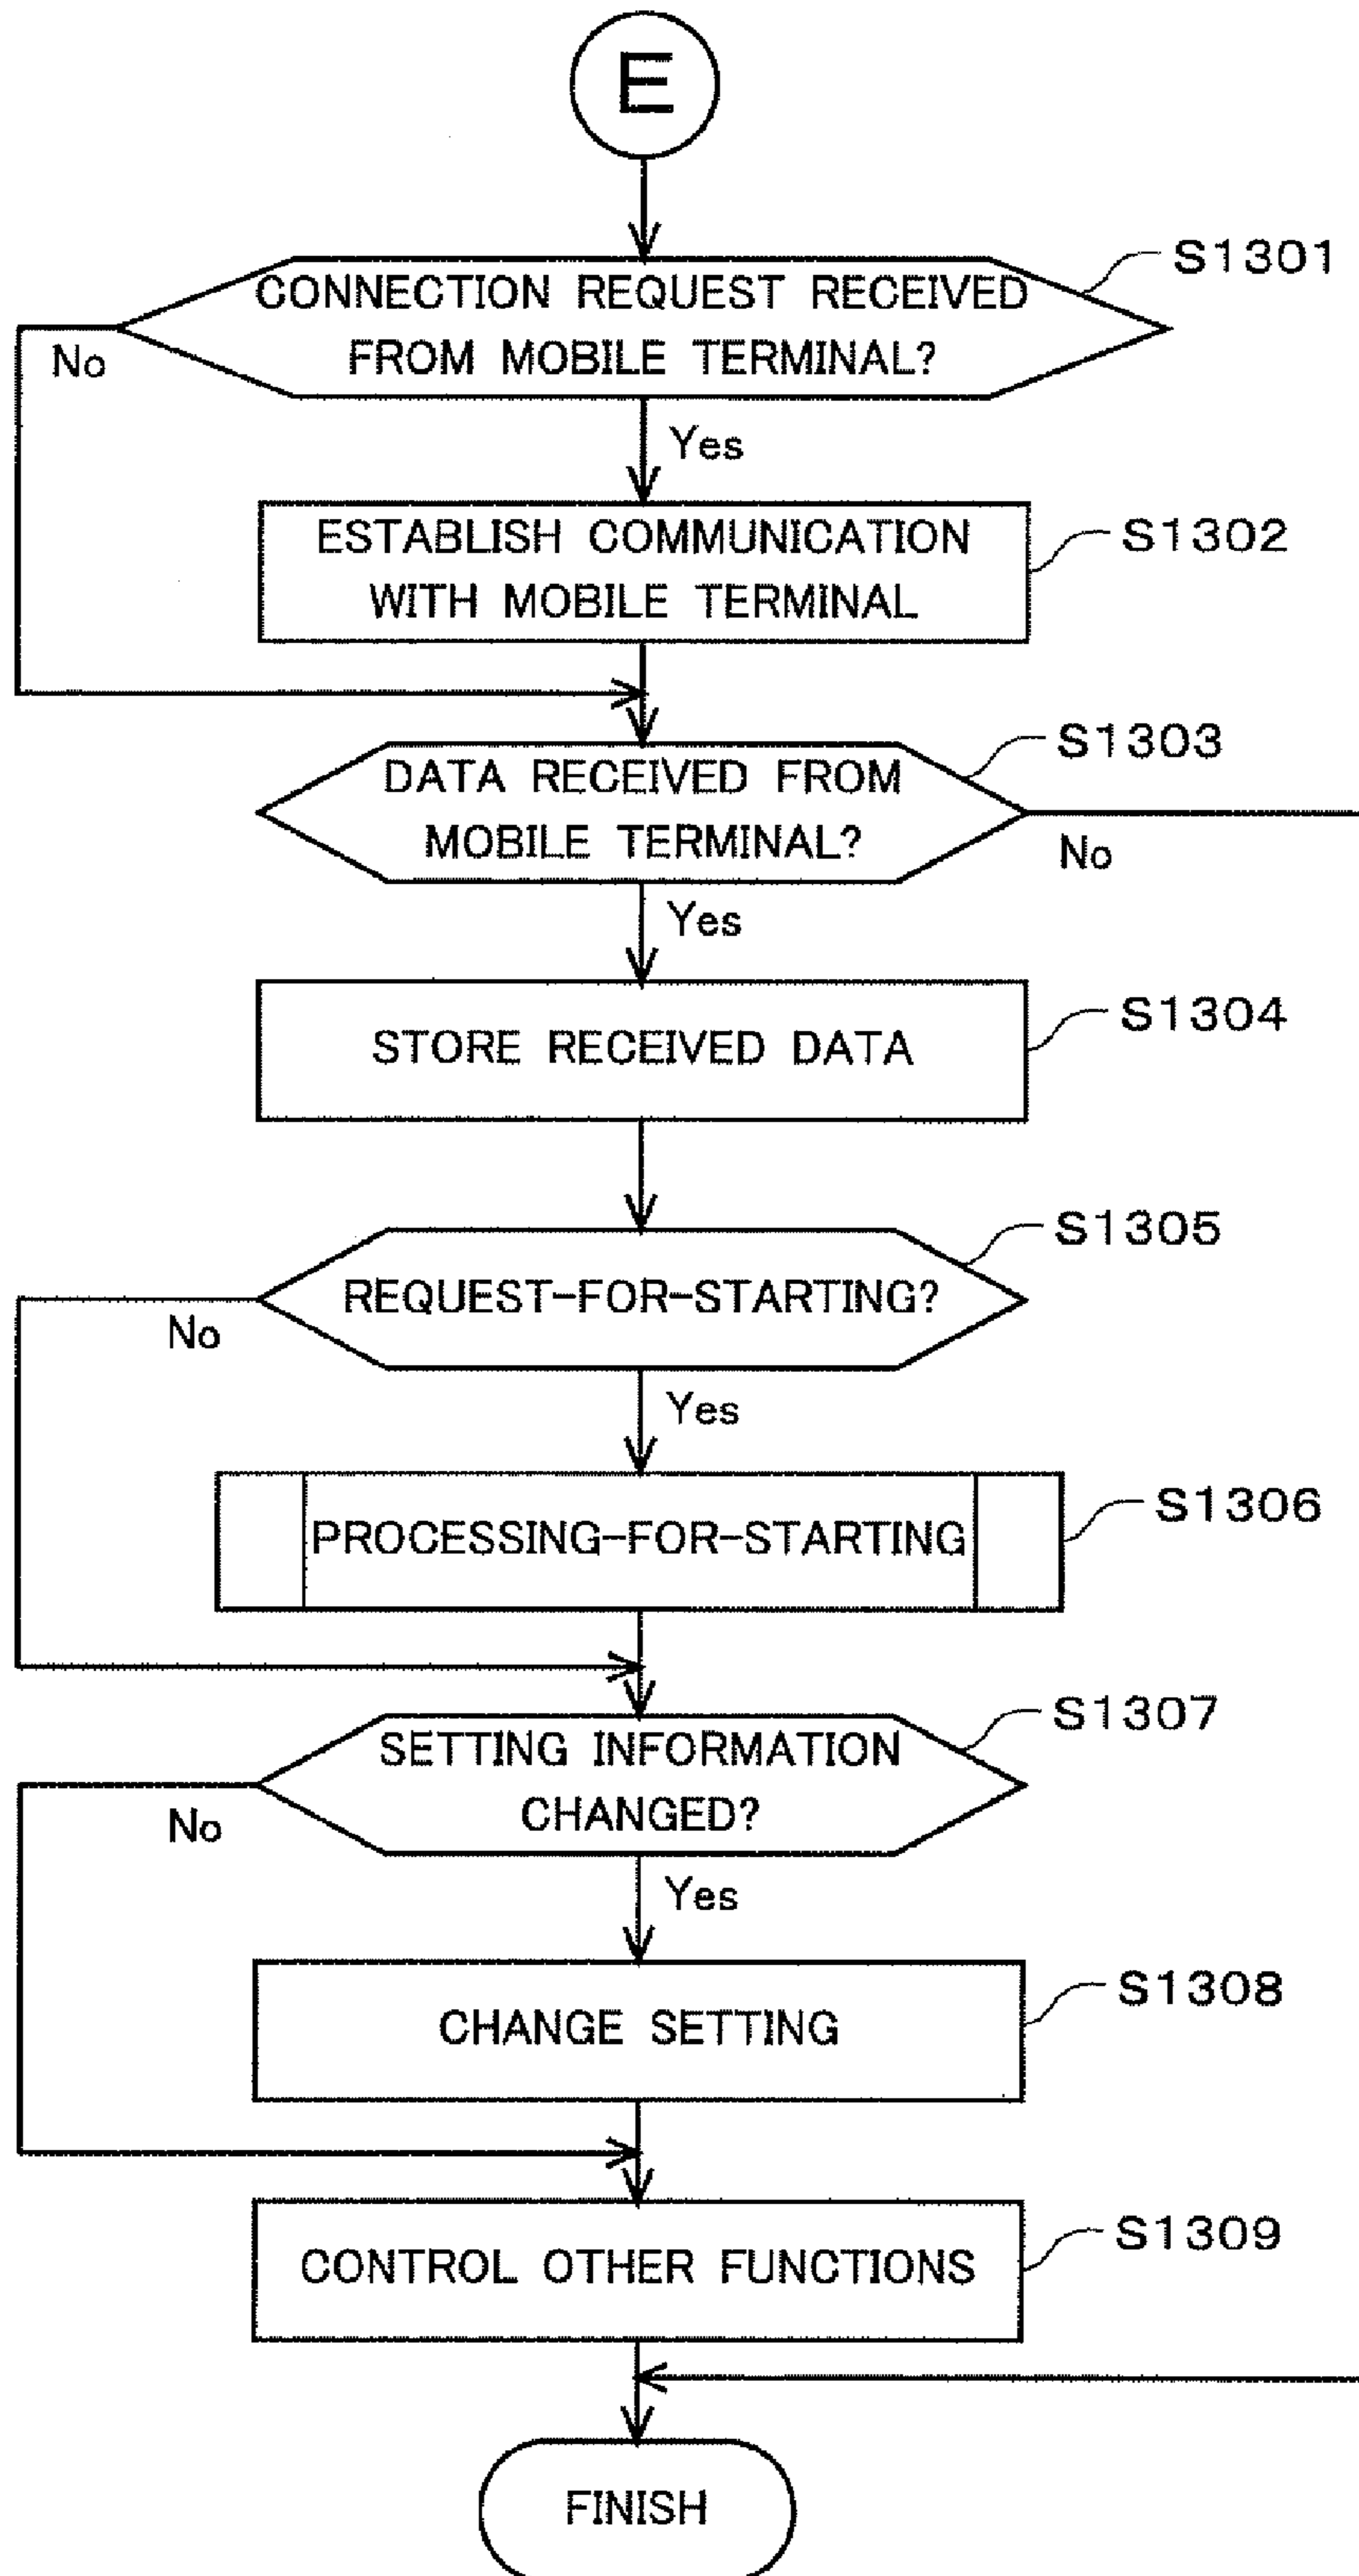 E
S1301
CONNECTION REQUEST RECEIVED
FROM MOBILE TERMINAL?
No
Yes
S1302
ESTABLISH COMMUNICATION
WITH MOBILE TERMINAL
S1303
DATA RECEIVED FROM
MOBILE TERMINAL?
No
Yes
S1304
STORE RECEIVED DATA
S1305
REQUEST-FOR-STARTING?
No
Yes
S1306
PROCESSING-FOR-STARTING
S1307
SETTING INFORMATION
CHANGED?
No
Yes
S1308
CHANGE SETTING
S1309
CONTROL OTHER FUNCTIONS
FINISH